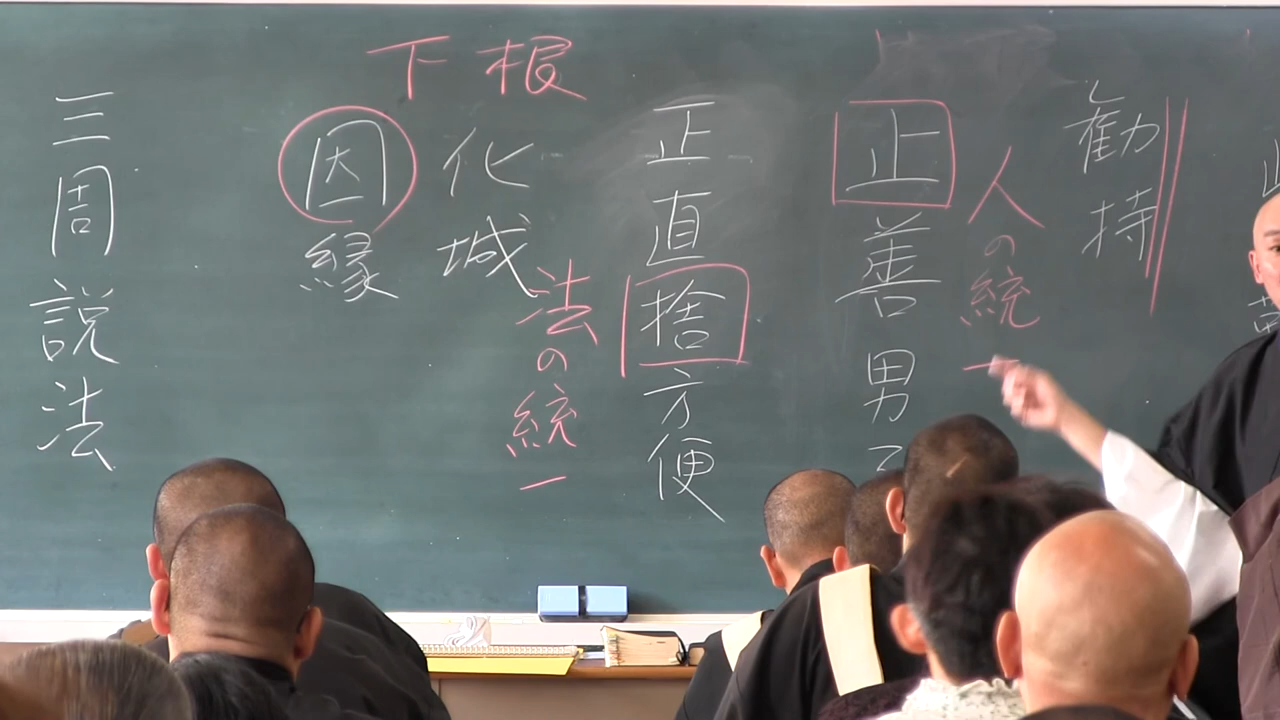 勧持
人の統一
正善男子
正直捨方便
法の統一
下根
化城
因縁
三周説法